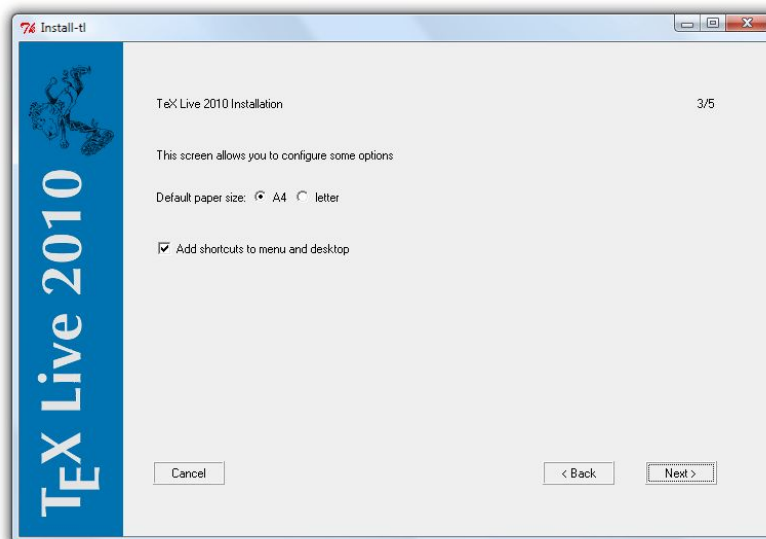 Install-tl
TeX Live 2010 Installation 3/5
This screen allows you to configure some options
Default paper size: A4 letter
Add shortcuts to menu and desktop
TEX Live 2010
Cancel < Back Next >